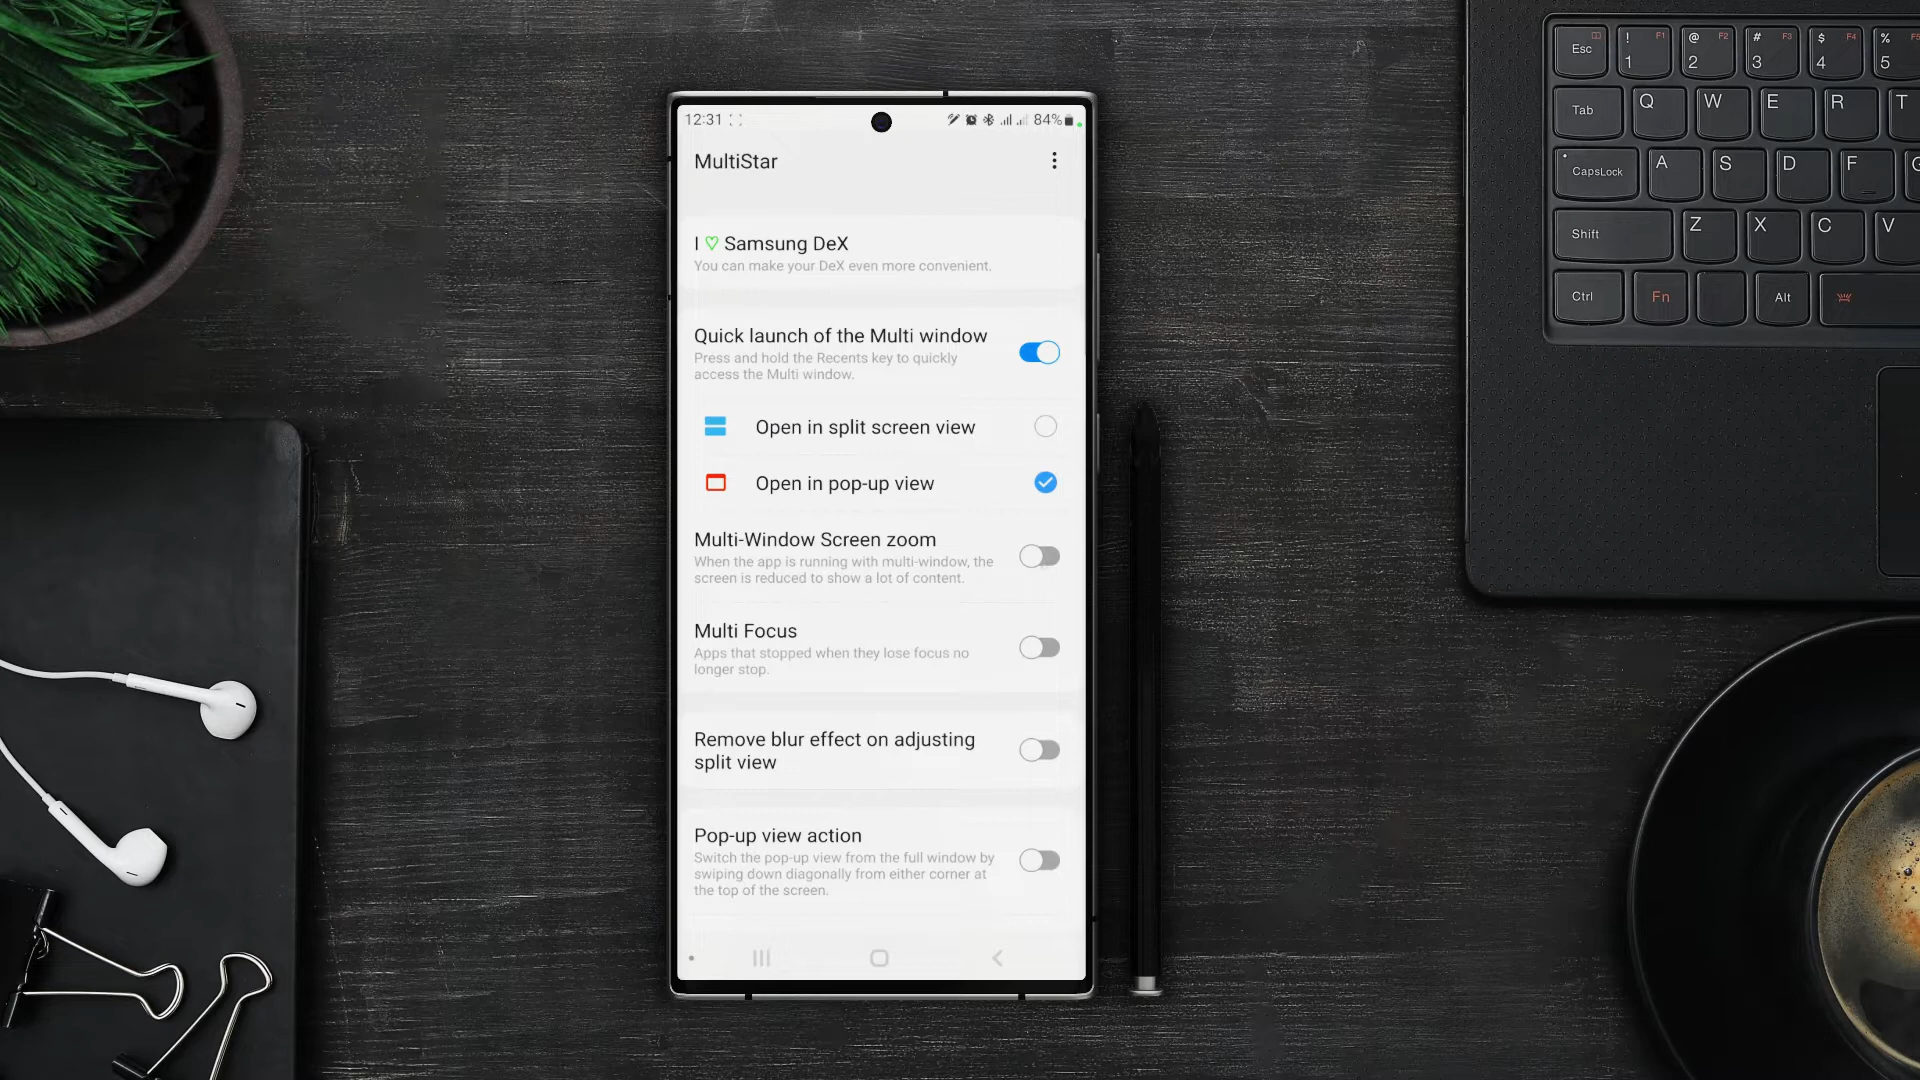 12:31
84%
MultiStar
I ♡ Samsung DeX
You can make your DeX even more convenient.
Quick launch of the Multi window
Press and hold the Recents key to quickly
access the Multi window.
Open in split screen view
Open in pop-up view
Multi-Window Screen zoom
When the app is running with multi-window, the
screen is reduced to show a lot of content.
Multi Focus
Apps that stopped when they lose focus no
longer stop.
Remove blur effect on adjusting
split view
Pop-up view action
Switch the pop-up view from the full window by
swiping down diagonally from either corner at
the top of the screen.
Esc ! 1 F1 @ 2 F2 # 3 F3 $ 4 F4 % 5
Tab Q W E R T
CapsLock A S D F
Shift Z X C V
Ctrl Fn Alt